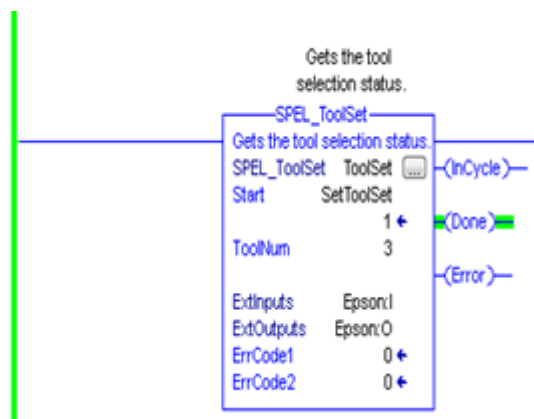 Gets the tool
selection status.
SPEL_ToolSet
Gets the tool selection status.
SPEL_ToolSet ToolSet ... (InCycle)
Start SetToolSet
1 (Done)
ToolNum 3
(Error)
ExtInputs Epson:I
ExtOutputs Epson:O
ErrCode1 0
ErrCode2 0